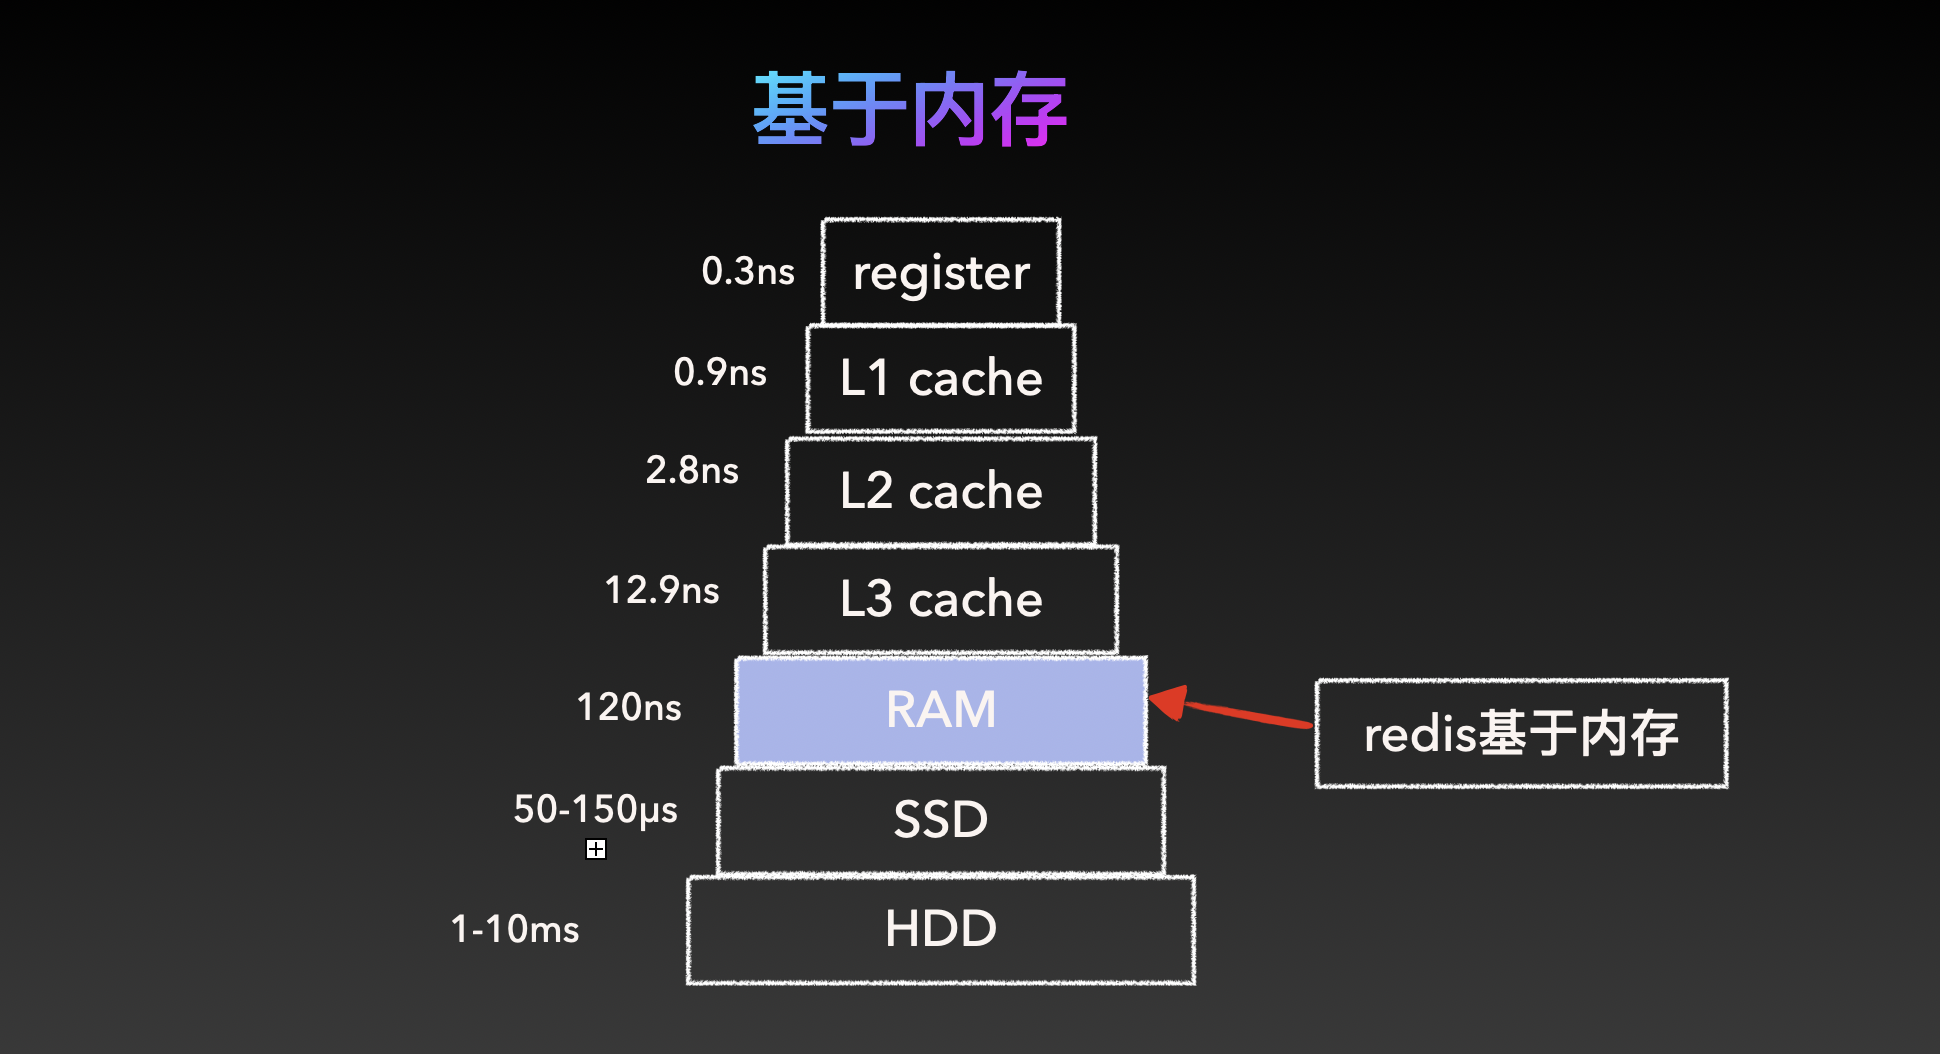 基于内存
0.3ns
register
0.9ns
L1 cache
2.8ns
L2 cache
12.9ns
L3 cache
120ns
RAM
redis基于内存
50-150μs
SSD
1-10ms
HDD